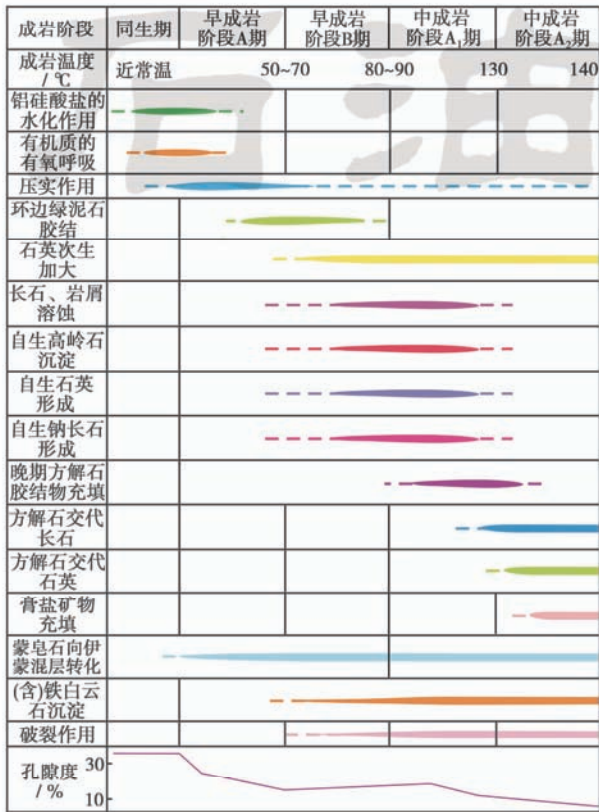 成岩阶段 同生期 早成岩阶段A期 早成岩阶段B期 中成岩阶段A₁期 中成岩阶段A₂期
成岩温度/℃ 近常温 50~70 80~90 130 140
铝硅酸盐的
水化作用
有机质的
有氧呼吸
压实作用
环边绿泥石
胶结
石英次生
加大
长石、岩屑
溶蚀
自生高岭石
沉淀
自生石英
形成
自生钠长石
形成
晚期方解石
胶结物充填
方解石交代
长石
方解石交代
石英
膏盐矿物
充填
蒙皂石向伊
蒙混层转化
(含)铁白云
石沉淀
破裂作用
孔隙度
/ %
30
10
石油